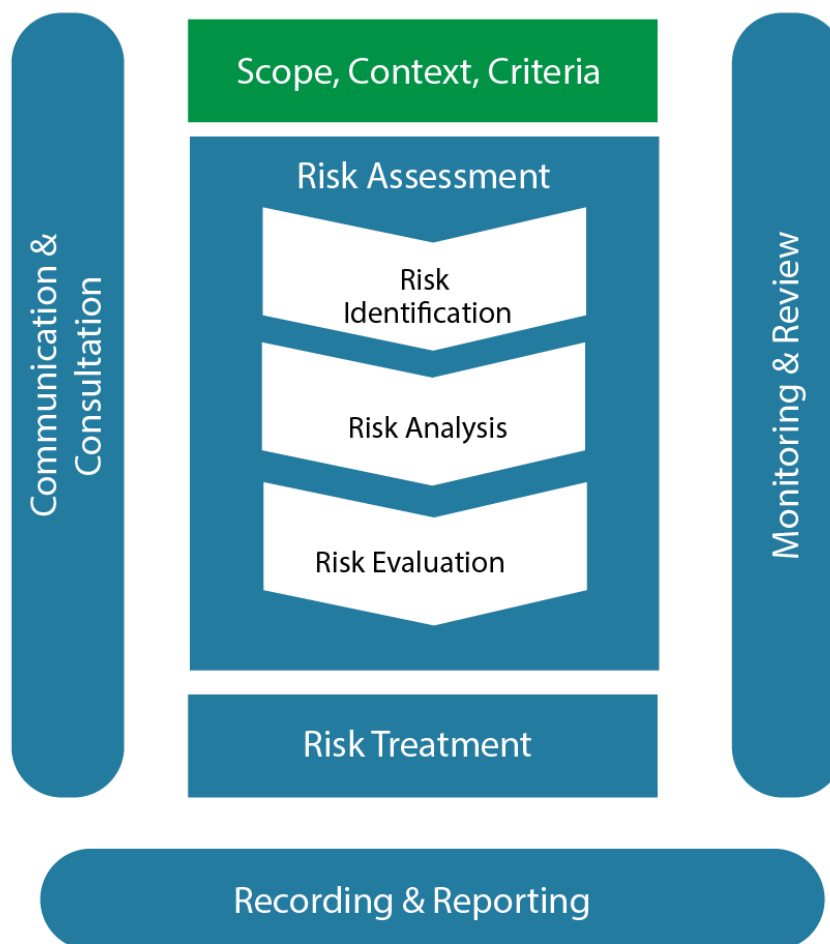 Scope, Context, Criteria
Risk Assessment
Risk
Identification
Risk Analysis
Risk Evaluation
Risk Treatment
Communication &
Consultation
Monitoring & Review
Recording & Reporting